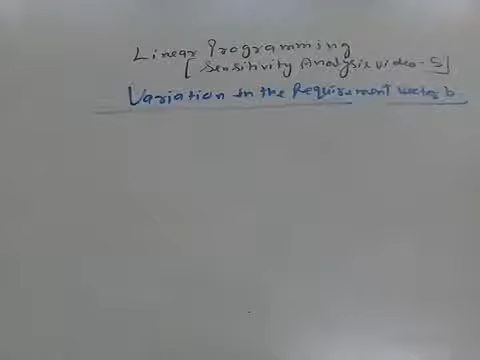 Linear Programming
[Sensitivity Analysis video-5]
Variation in the Requirement vector b